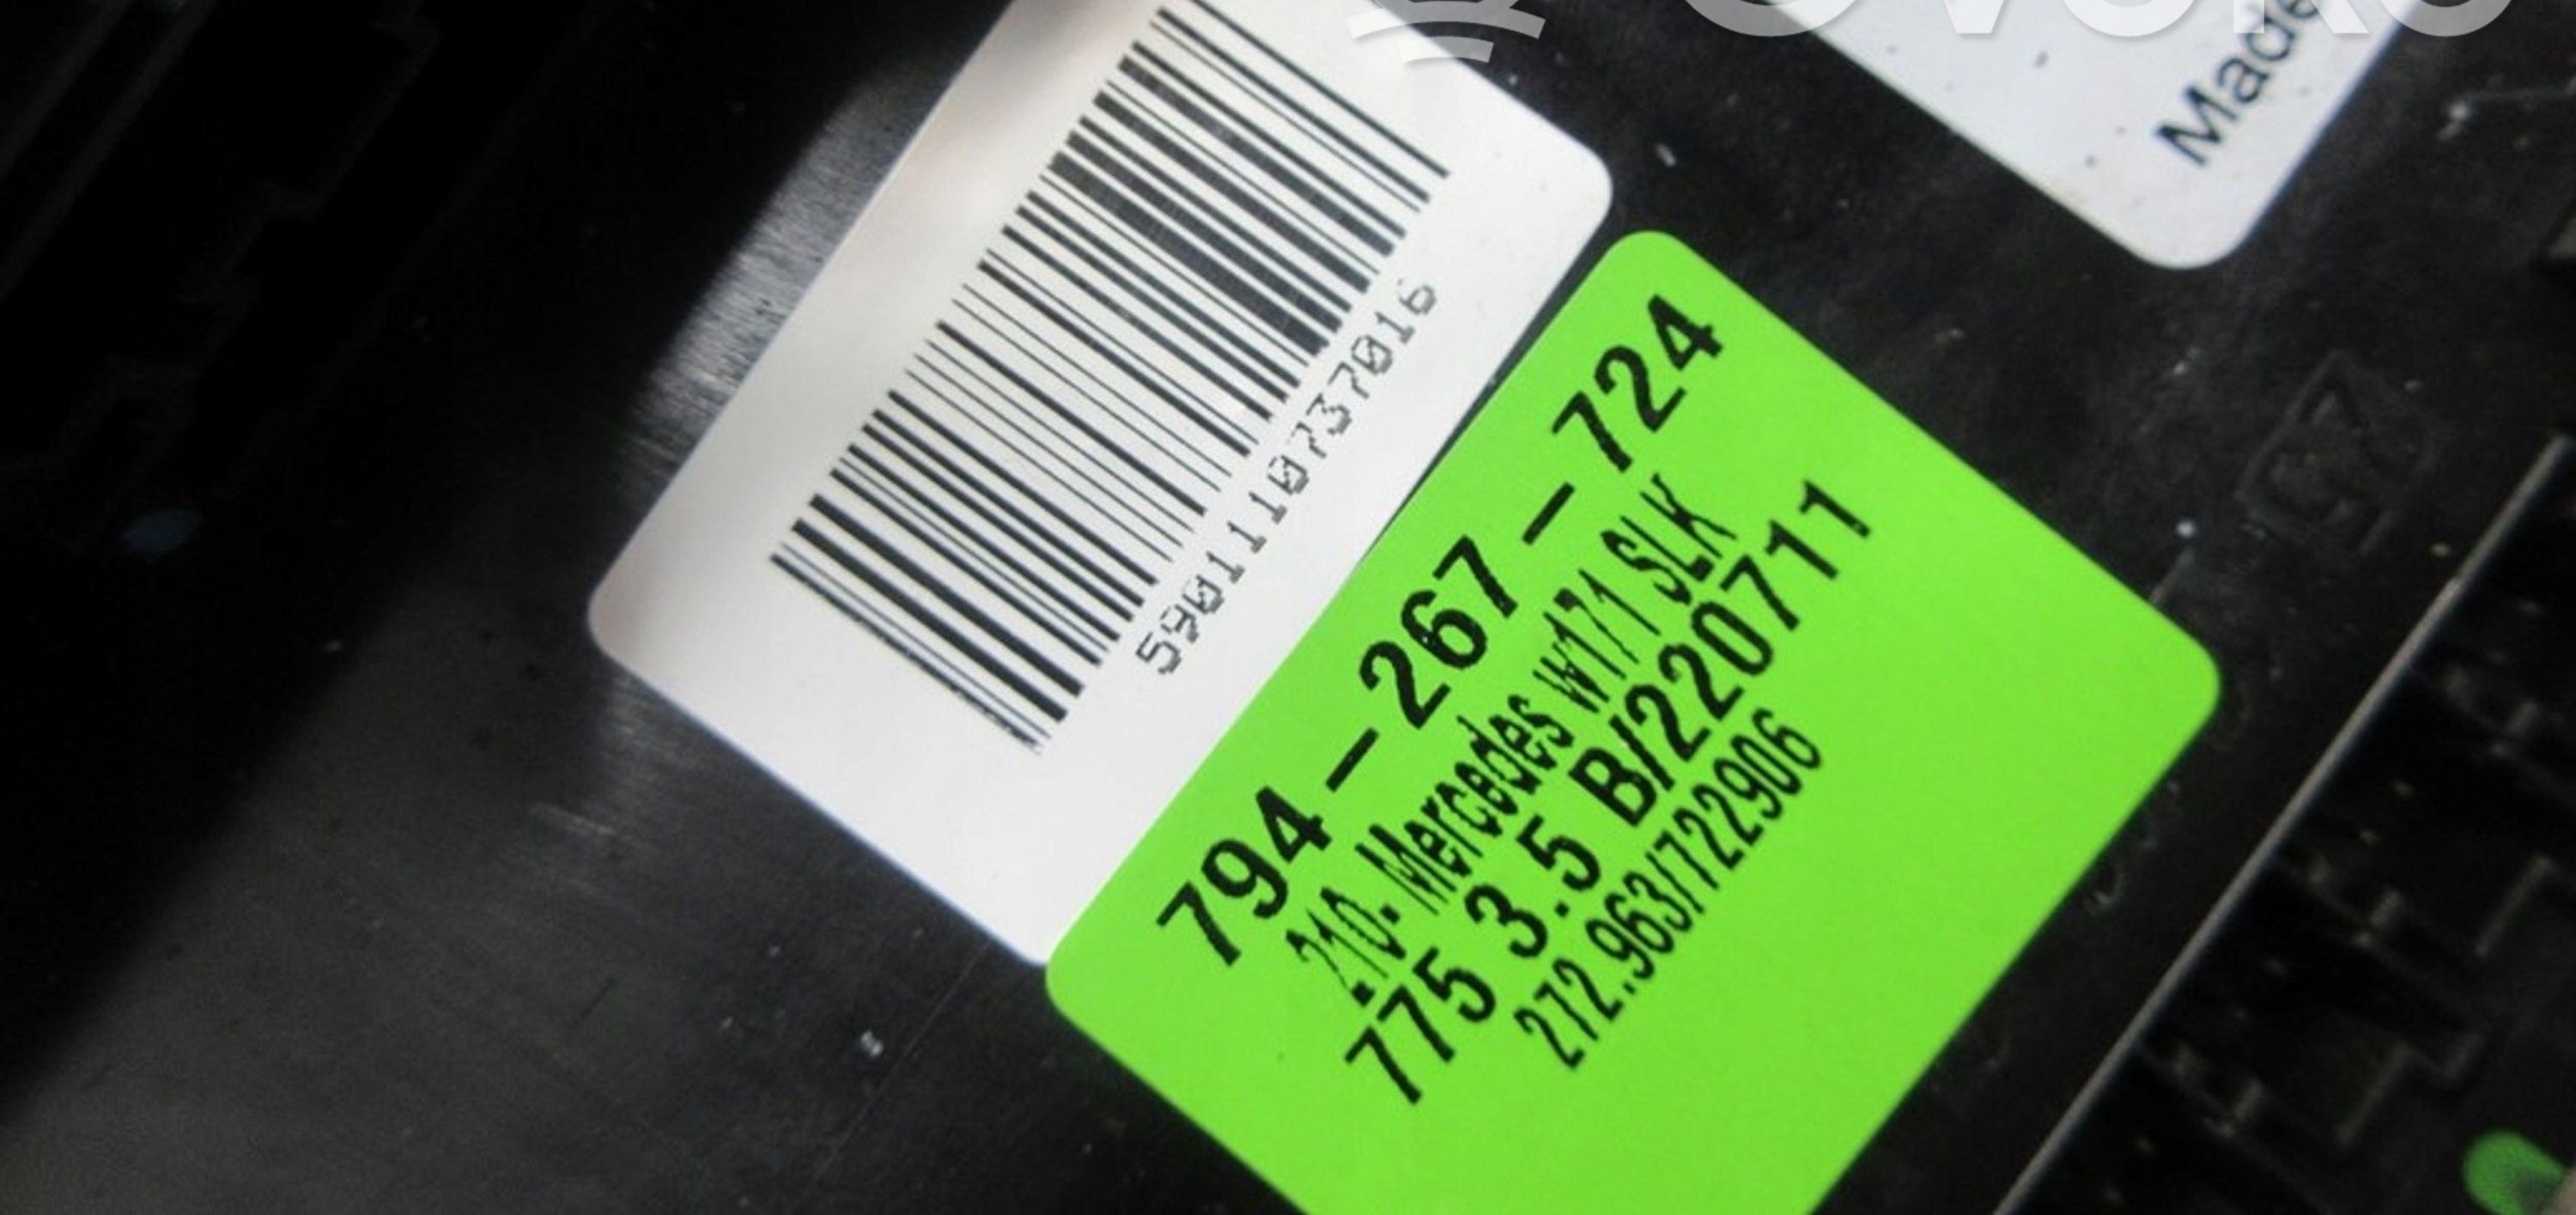 Made
5901110737016
794-267-724
.210. Mercedes W171 SLK
775 3.5 B/220711
272.963/722906